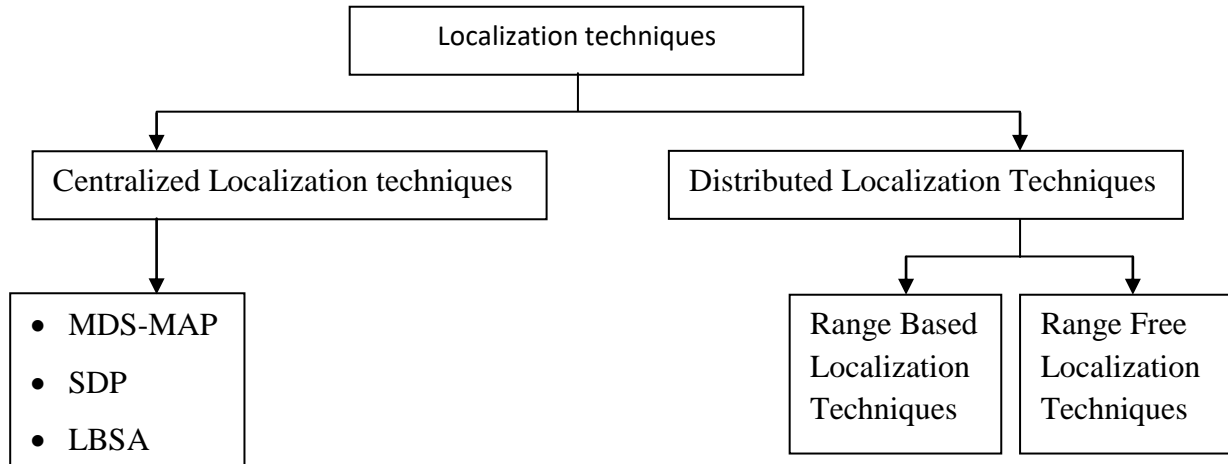 Localization techniques
Centralized Localization techniques
Distributed Localization Techniques
• MDS-MAP
• SDP
• LBSA
Range Based
Localization
Techniques
Range Free
Localization
Techniques